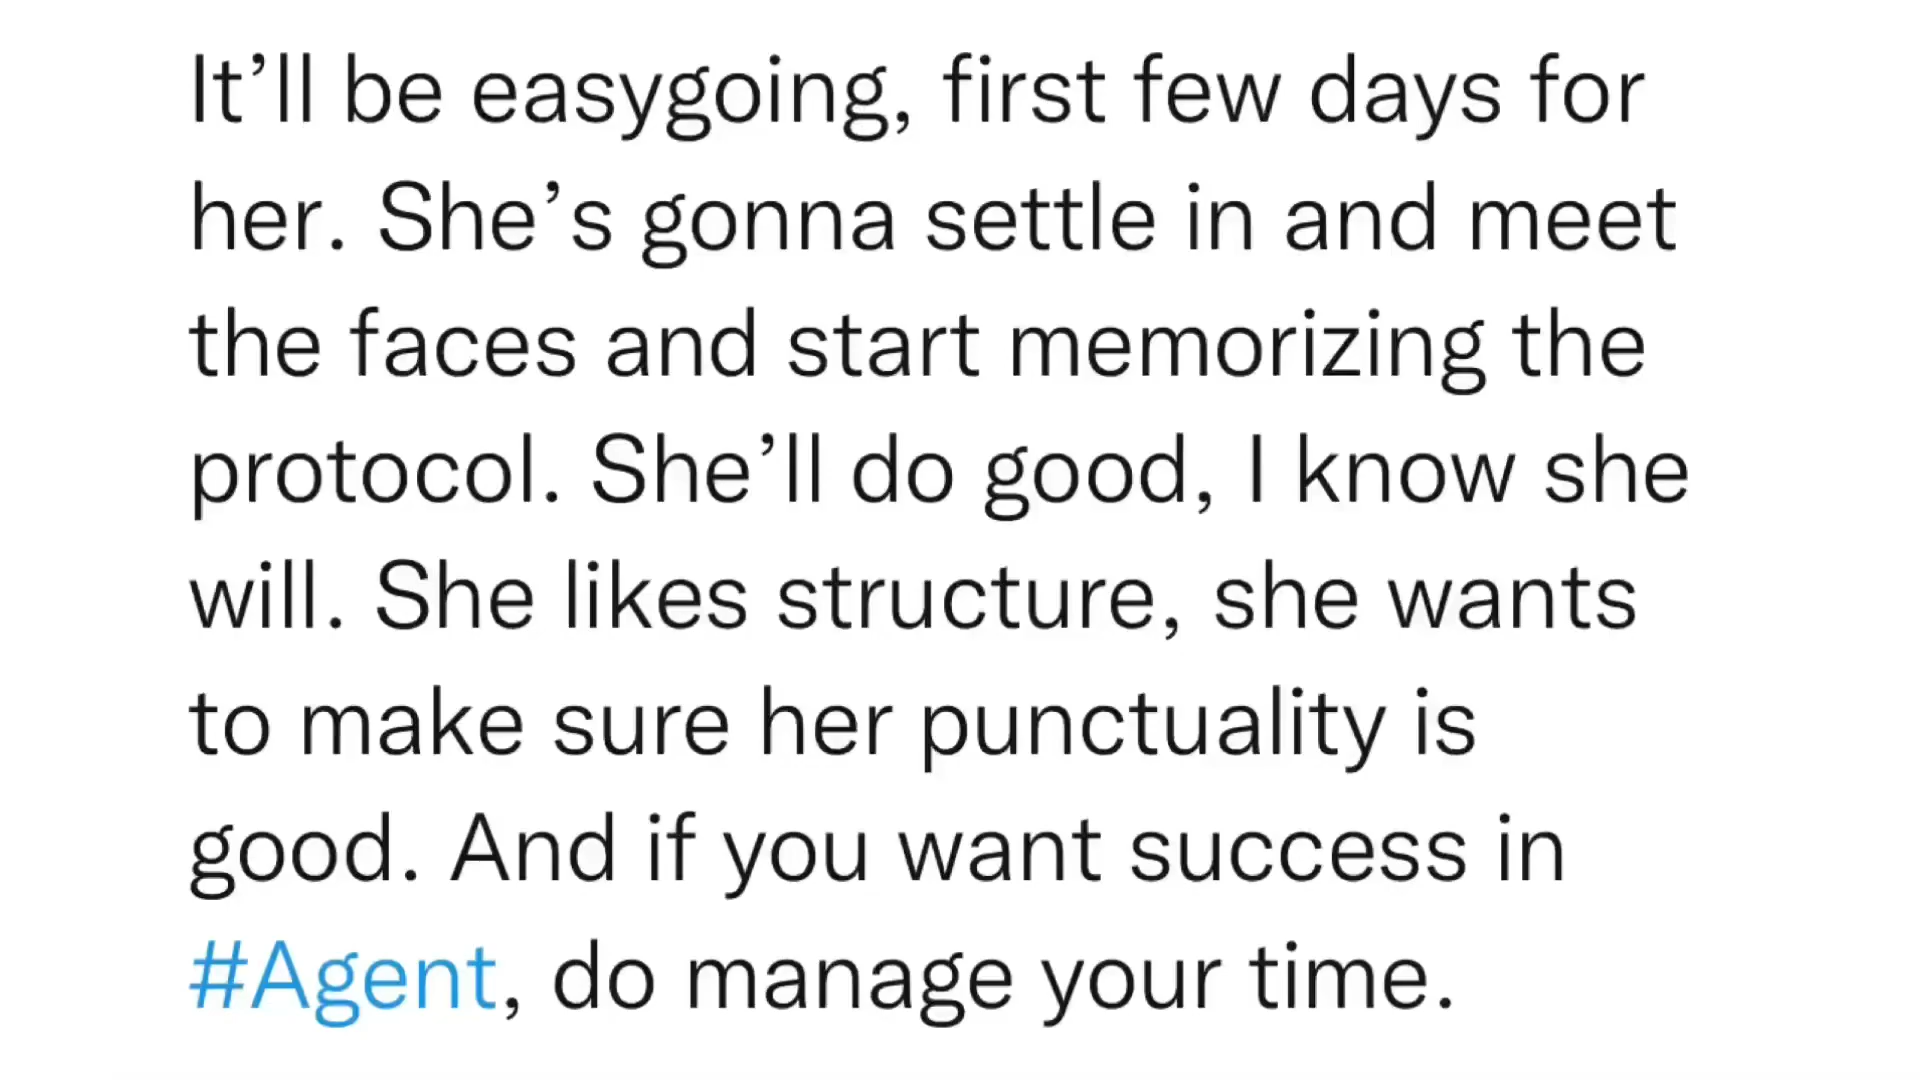 It’ll be easygoing, first few days for
her. She’s gonna settle in and meet
the faces and start memorizing the
protocol. She’ll do good, I know she
will. She likes structure, she wants
to make sure her punctuality is
good. And if you want success in
#Agent, do manage your time.